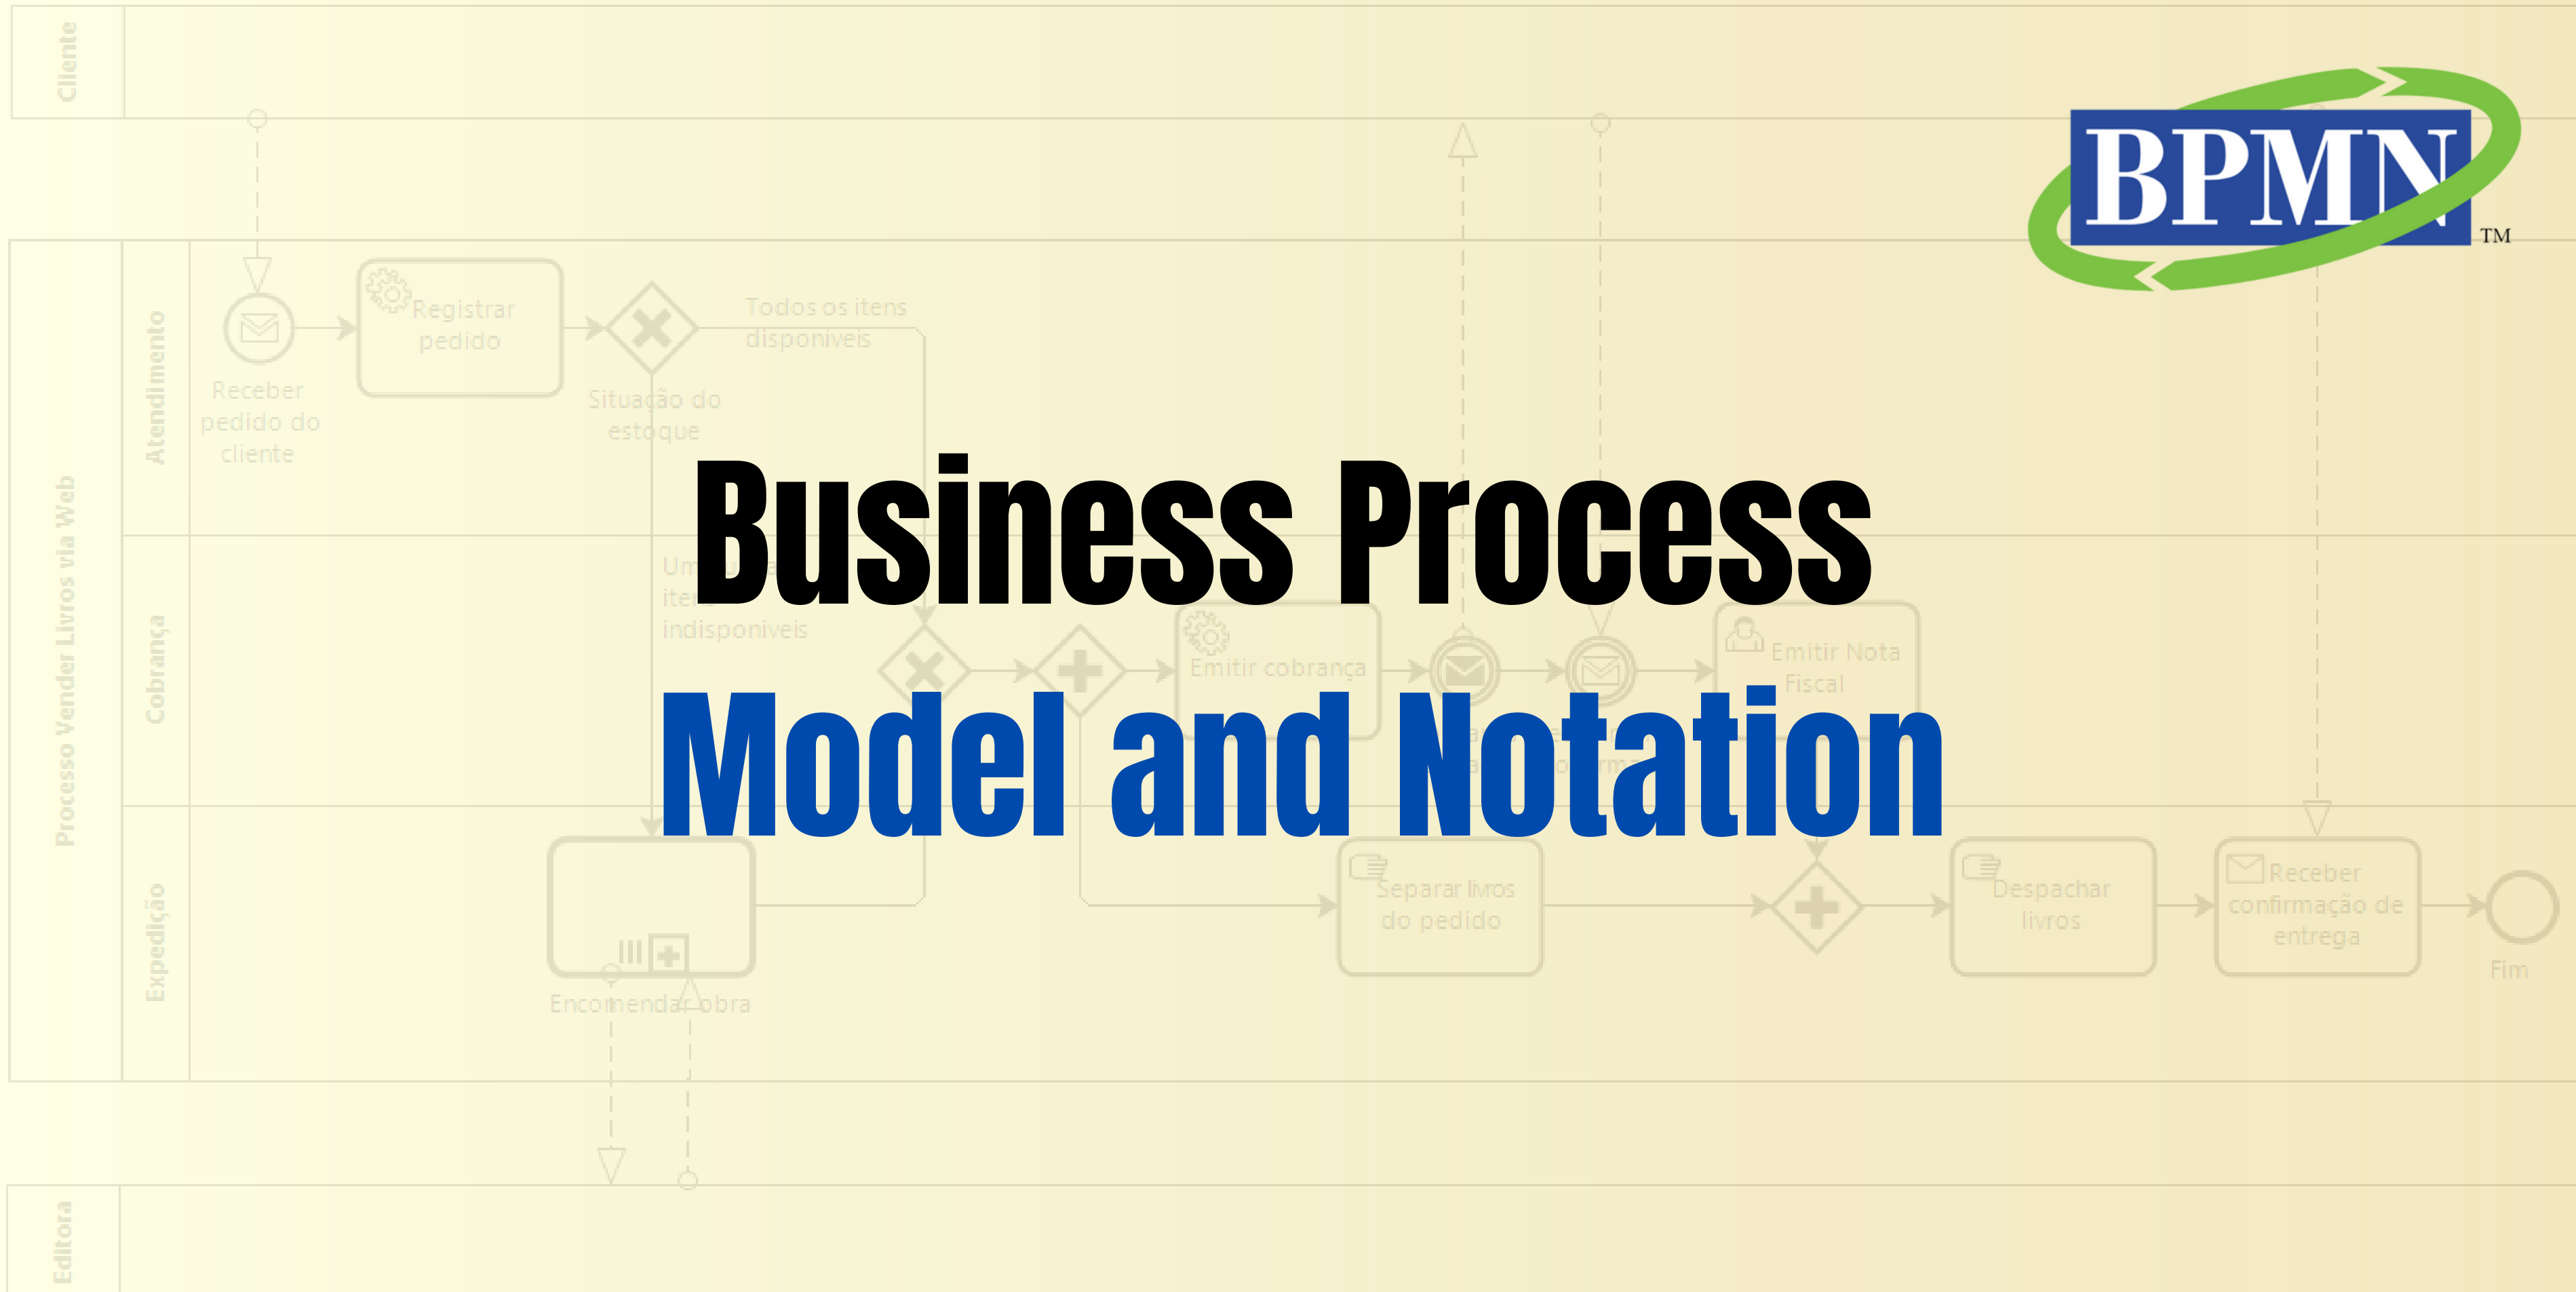 Cliente
BPMN
TM
Processo Vender Livros via Web
Atendimento
Registrar
pedido
Todos os itens
disponiveis
Receber
pedido do
cliente
Situação do
estoque
Business Process
Cobrança
indisponiveis
Emitir cobrança
Emitir Nota
Fiscal
Model and Notation
Expedição
Separar livros
do pedido
Despachar
livros
Receber
confirmação de
entrega
Fim
Encomendar obra
Editora